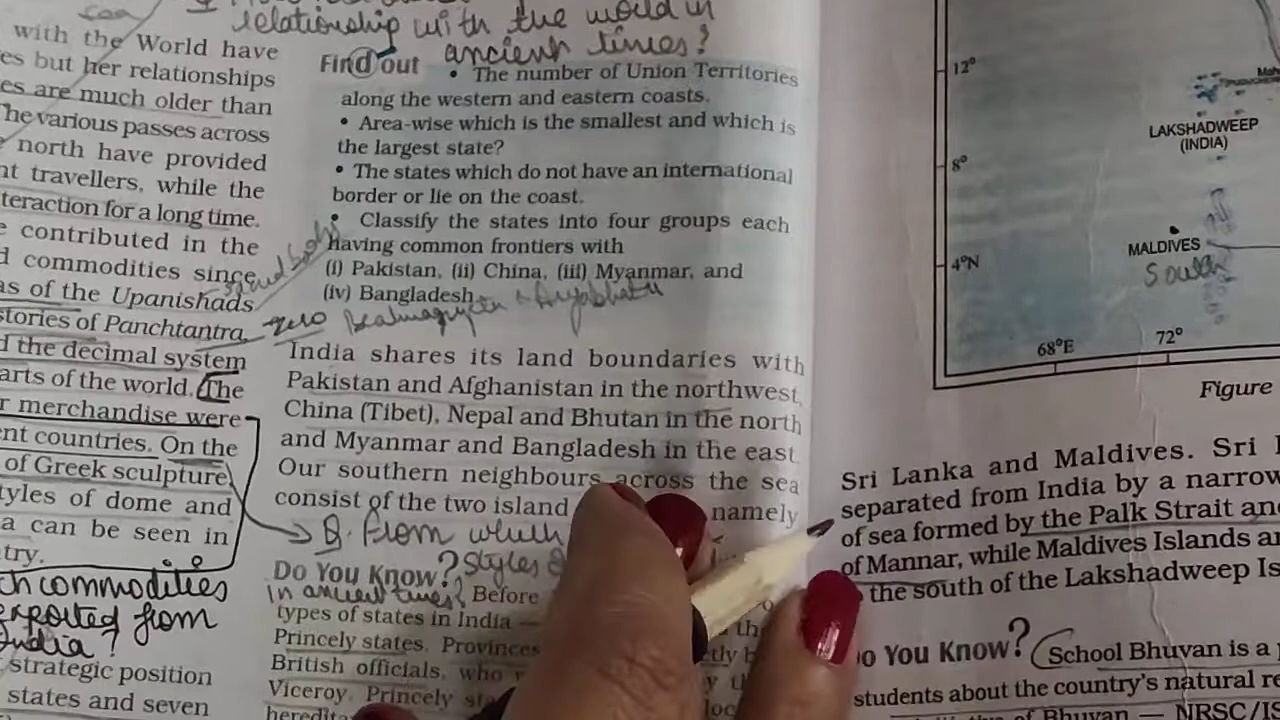 relationship with the world in
ancient times?
with the World have
es but her relationships
es are much older than
The various passes across
north have provided
nt travellers, while the
teraction for a long time.
e contributed in the
d commodities since
as of the Upanishads
stories of Panchtantra,
d the decimal system
arts of the world. The
r merchandise were
ent countries. On the
of Greek sculpture
tyles of dome and
a can be seen in
try.
ch commodities
exported from
India?
strategic position
states and seven
Find out • The number of Union Territories
along the western and eastern coasts.
• Area-wise which is the smallest and which is
the largest state?
• The states which do not have an international
border or lie on the coast.
• Classify the states into four groups each
having common frontiers with
(i) Pakistan, (ii) China, (iii) Myanmar, and
(iv) Bangladesh
zero
India shares its land boundaries with
Pakistan and Afghanistan in the northwest,
China (Tibet), Nepal and Bhutan in the north
and Myanmar and Bangladesh in the east.
Our southern neighbours across the sea
consist of the two island namely
Q. From which
Styles
Do You Know?
in ancient times? Before
types of states in India —
Princely states. Provinces
British officials, who
Viceroy. Princely
12°
8°
4°N
68°E
72°
LAKSHADWEEP
(INDIA)
MALDIVES
South
Figure
Sri Lanka and Maldives. Sri
separated from India by a narrow
of sea formed by the Palk Strait an
of Mannar, while Maldives Islands a
the south of the Lakshadweep Is
Do You Know? School Bhuvan is a
students about the country's natural re
of Bhuvan — NRSC/IS